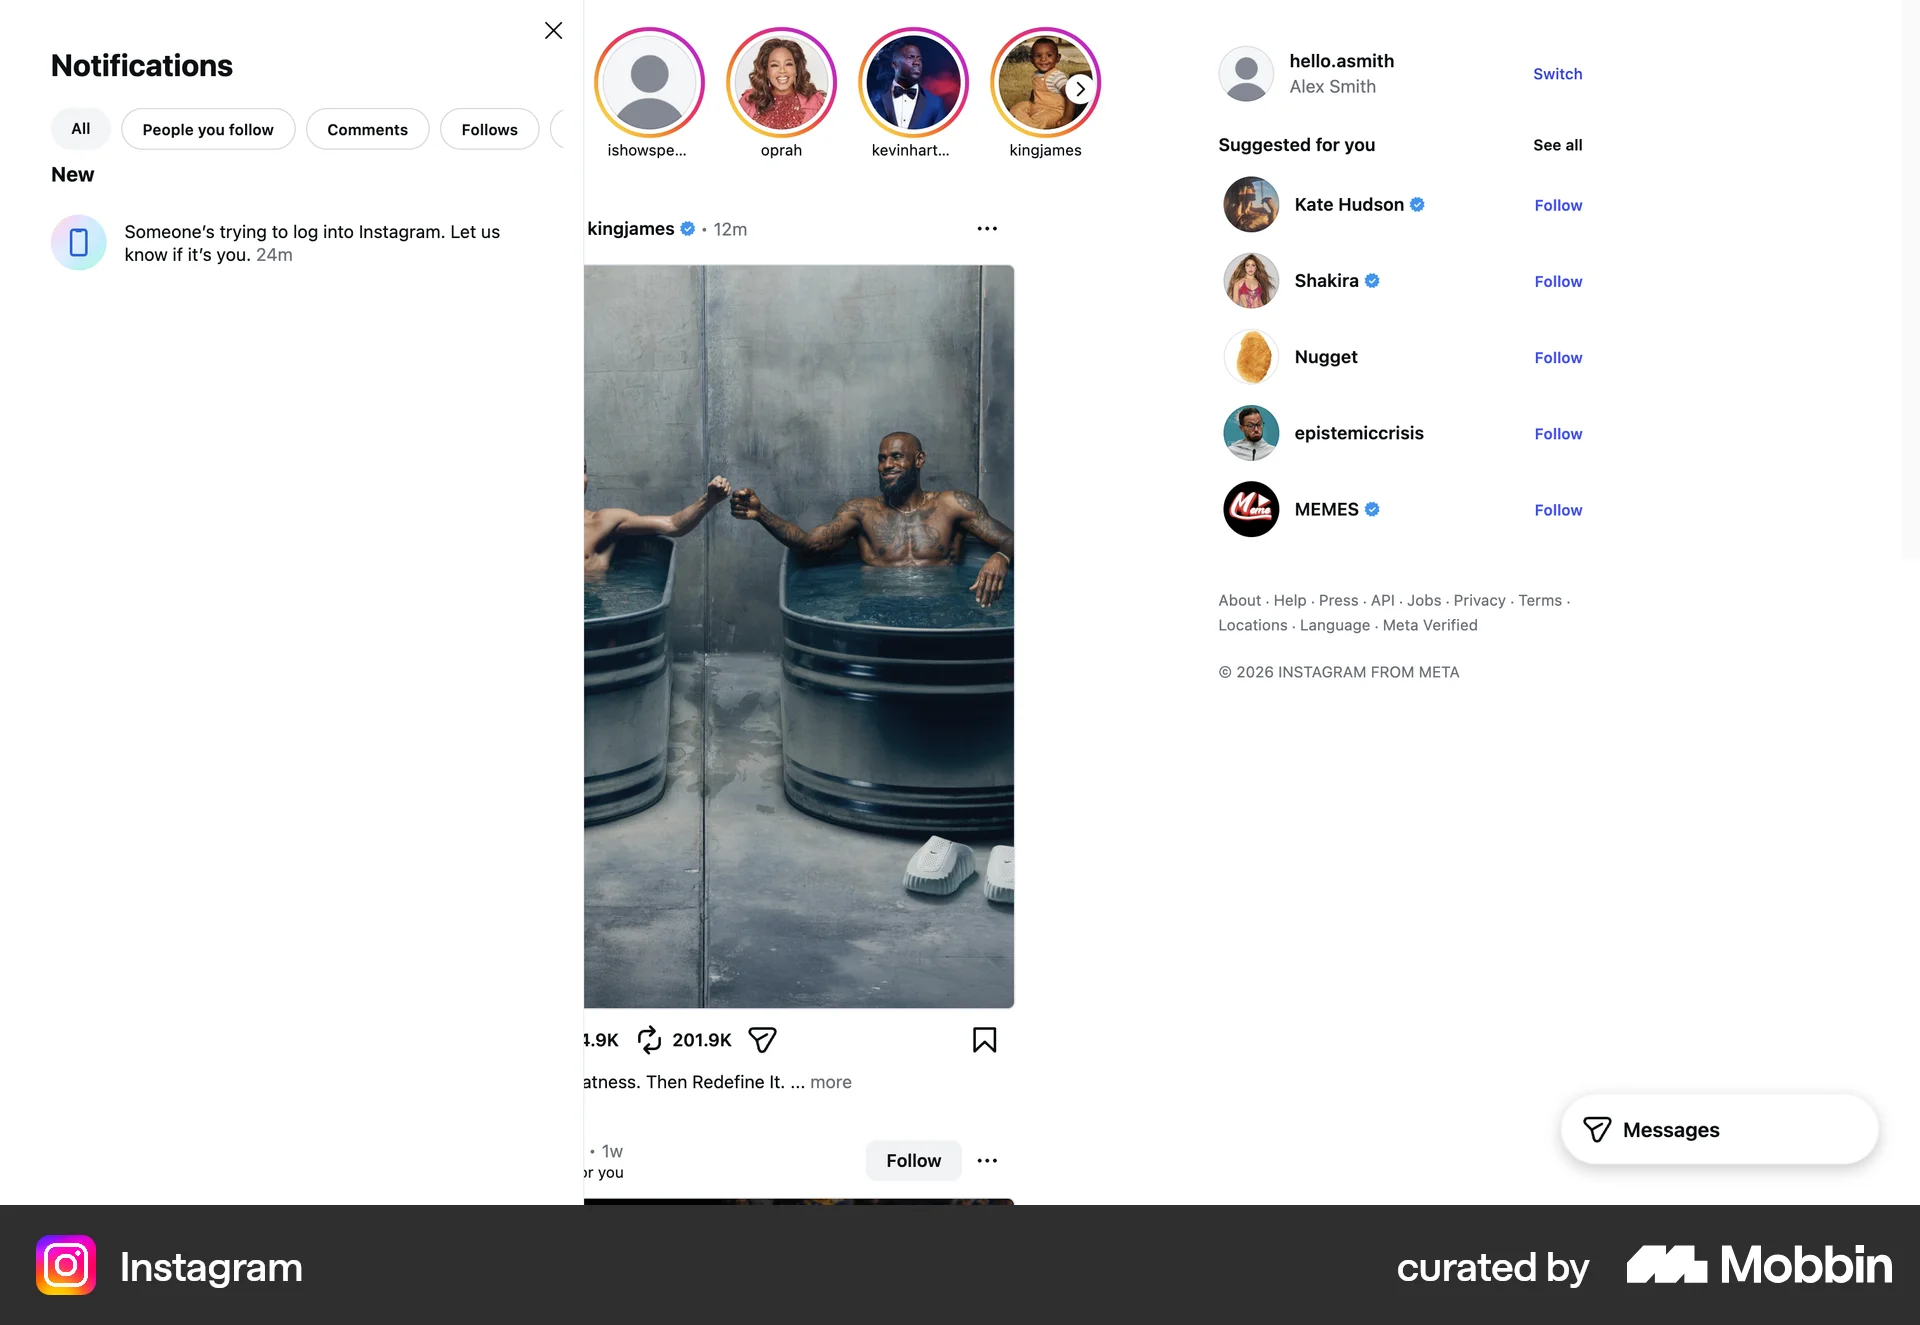 Notifications
All
People you follow
Comments
Follows
New
Someone's trying to log into Instagram. Let us
know if it's you. 24m
ishowspe...
oprah
kevinhart...
kingjames
kingjames • 12m
4.9K
201.9K
atness. Then Redefine It. ... more
• 1w
or you
Follow
hello.asmith
Alex Smith
Switch
Suggested for you
See all
Kate Hudson
Follow
Shakira
Follow
Nugget
Follow
epistemiccrisis
Follow
Meme
MEMES
Follow
About · Help · Press · API · Jobs · Privacy · Terms ·
Locations · Language · Meta Verified
© 2026 INSTAGRAM FROM META
Messages
Instagram
curated by
Mobbin